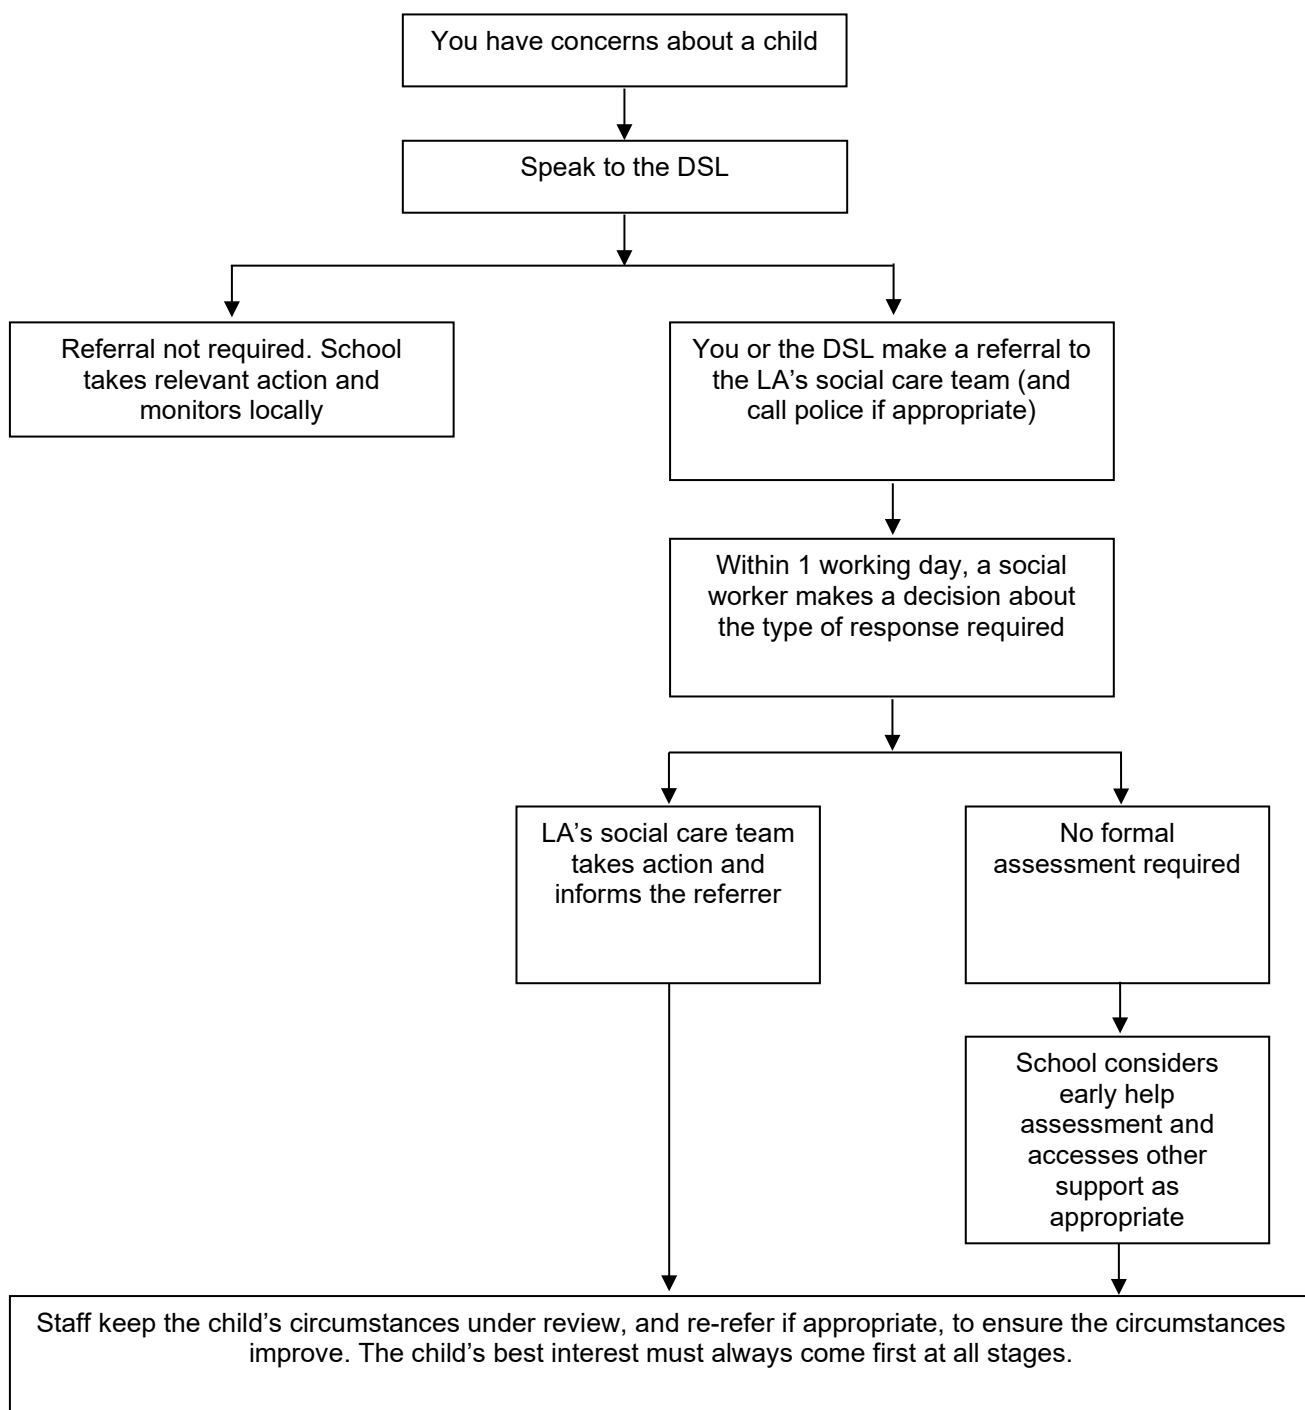 You have concerns about a child
Speak to the DSL
Referral not required. School
takes relevant action and
monitors locally
You or the DSL make a referral to
the LA’s social care team (and
call police if appropriate)
Within 1 working day, a social
worker makes a decision about
the type of response required
LA’s social care team
takes action and
informs the referrer
No formal
assessment required
School considers
early help
assessment and
accesses other
support as
appropriate
Staff keep the child’s circumstances under review, and re-refer if appropriate, to ensure the circumstances
improve. The child’s best interest must always come first at all stages.